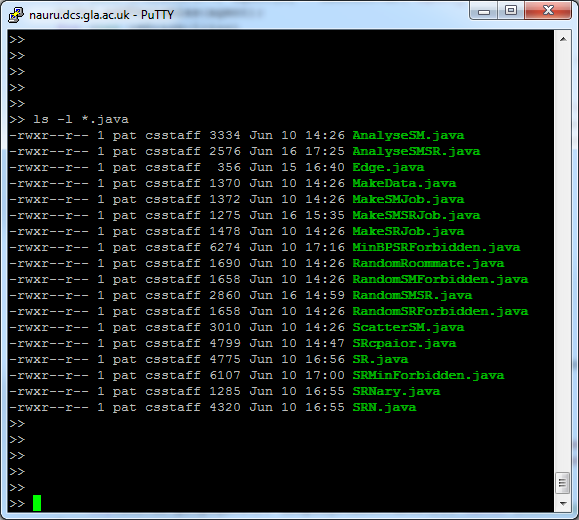 nauru.dcs.gla.ac.uk - PuTTY
>>
>>
>>
>>
>>
>> ls -l *.java
-rwxr--r-- 1 pat csstaff 3334 Jun 10 14:26 AnalyseSM.java
-rwxr--r-- 1 pat csstaff 2576 Jun 16 17:25 AnalyseSMSR.java
-rwxr--r-- 1 pat csstaff  356 Jun 15 16:40 Edge.java
-rwxr--r-- 1 pat csstaff 1370 Jun 10 14:26 MakeData.java
-rwxr--r-- 1 pat csstaff 1372 Jun 10 14:26 MakeSMJob.java
-rwxr--r-- 1 pat csstaff 1275 Jun 16 15:35 MakeSMSRJob.java
-rwxr--r-- 1 pat csstaff 1478 Jun 10 14:26 MakeSRJob.java
-rwxr--r-- 1 pat csstaff 6274 Jun 10 17:16 MinBPSRForbidden.java
-rwxr--r-- 1 pat csstaff 1690 Jun 10 14:26 RandomRoommate.java
-rwxr--r-- 1 pat csstaff 1658 Jun 10 14:26 RandomSMForbidden.java
-rwxr--r-- 1 pat csstaff 2860 Jun 16 14:59 RandomSMSR.java
-rwxr--r-- 1 pat csstaff 1658 Jun 10 14:26 RandomSRForbidden.java
-rwxr--r-- 1 pat csstaff 3010 Jun 10 14:26 ScatterSM.java
-rwxr--r-- 1 pat csstaff 4799 Jun 10 14:47 SRcpaior.java
-rwxr--r-- 1 pat csstaff 4775 Jun 10 16:56 SR.java
-rwxr--r-- 1 pat csstaff 6107 Jun 10 17:00 SRMinForbidden.java
-rwxr--r-- 1 pat csstaff 1285 Jun 10 16:55 SRNary.java
-rwxr--r-- 1 pat csstaff 4320 Jun 10 16:55 SRN.java
>>
>>
>>
>>
>>
>>